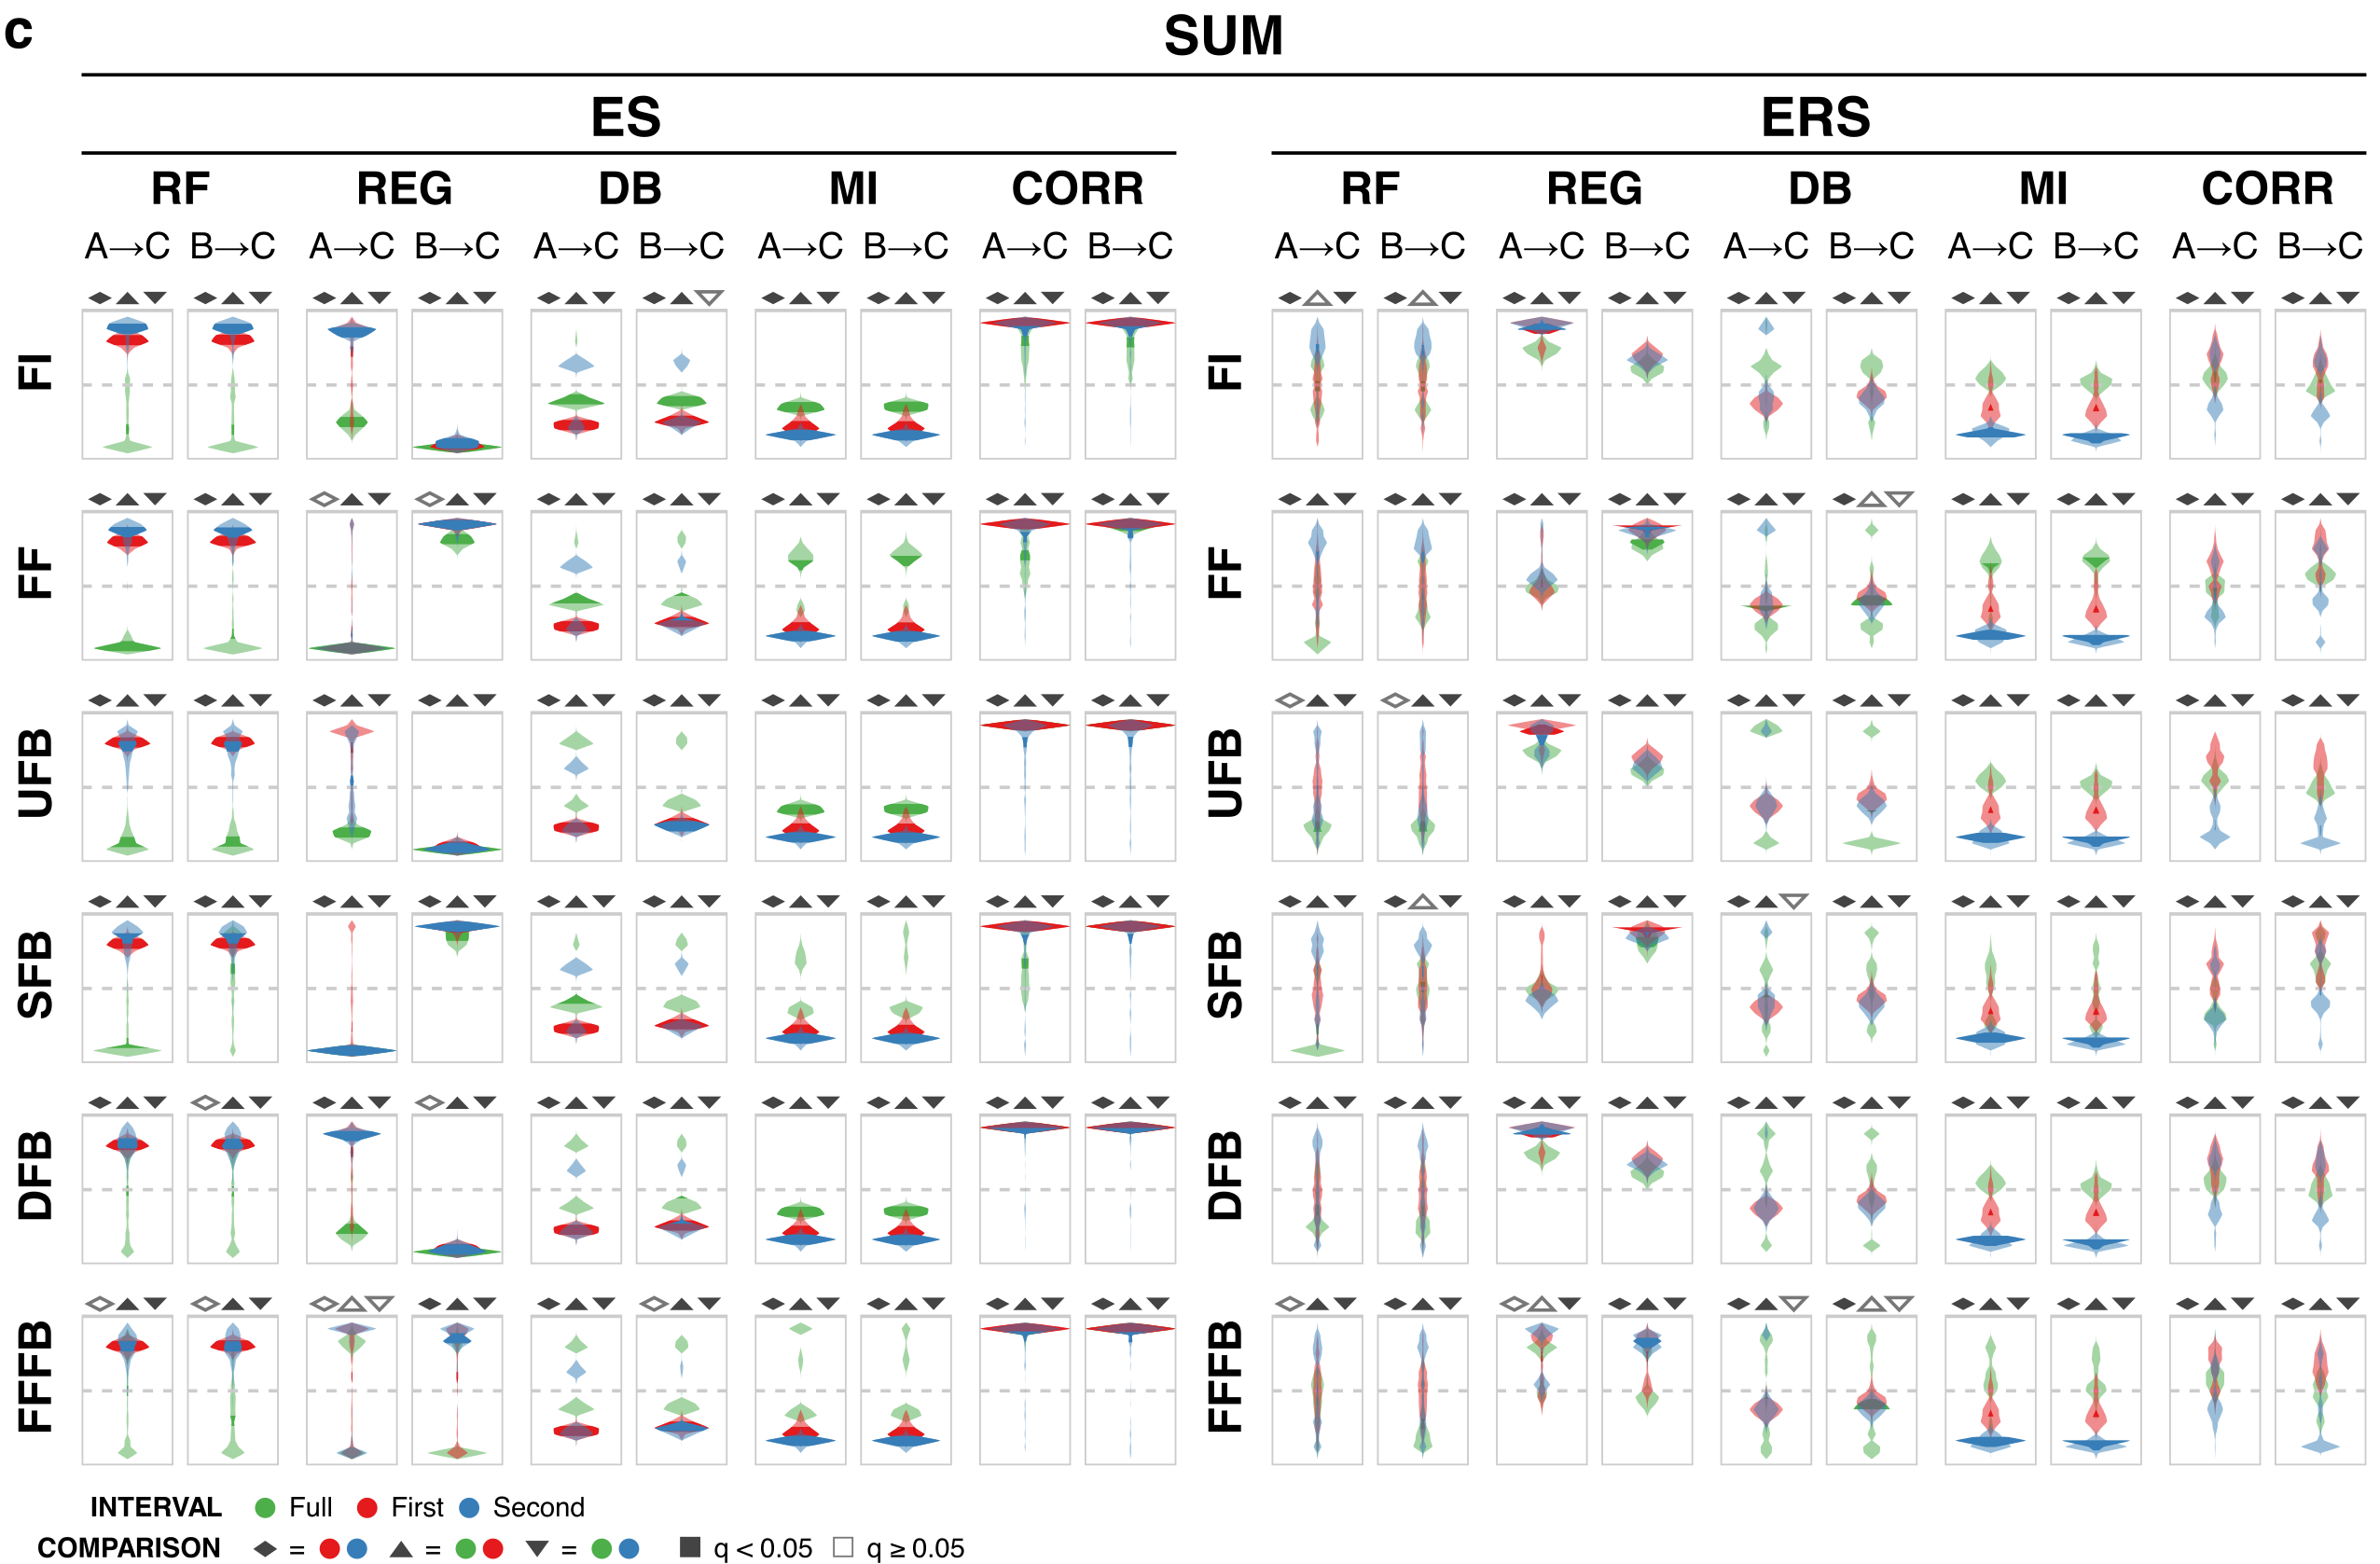 c
SUM
ES ERS
RF REG DB MI CORR RF REG DB MI CORR
A→C B→C A→C B→C A→C B→C A→C B→C A→C B→C A→C B→C A→C B→C A→C B→C A→C B→C A→C B→C
FI FI
FF FF
UFB UFB
SFB SFB
DFB DFB
FFFB FFFB
INTERVAL Full First Second
COMPARISON ◆ = ▲ = ▼ = q < 0.05 q ≥ 0.05